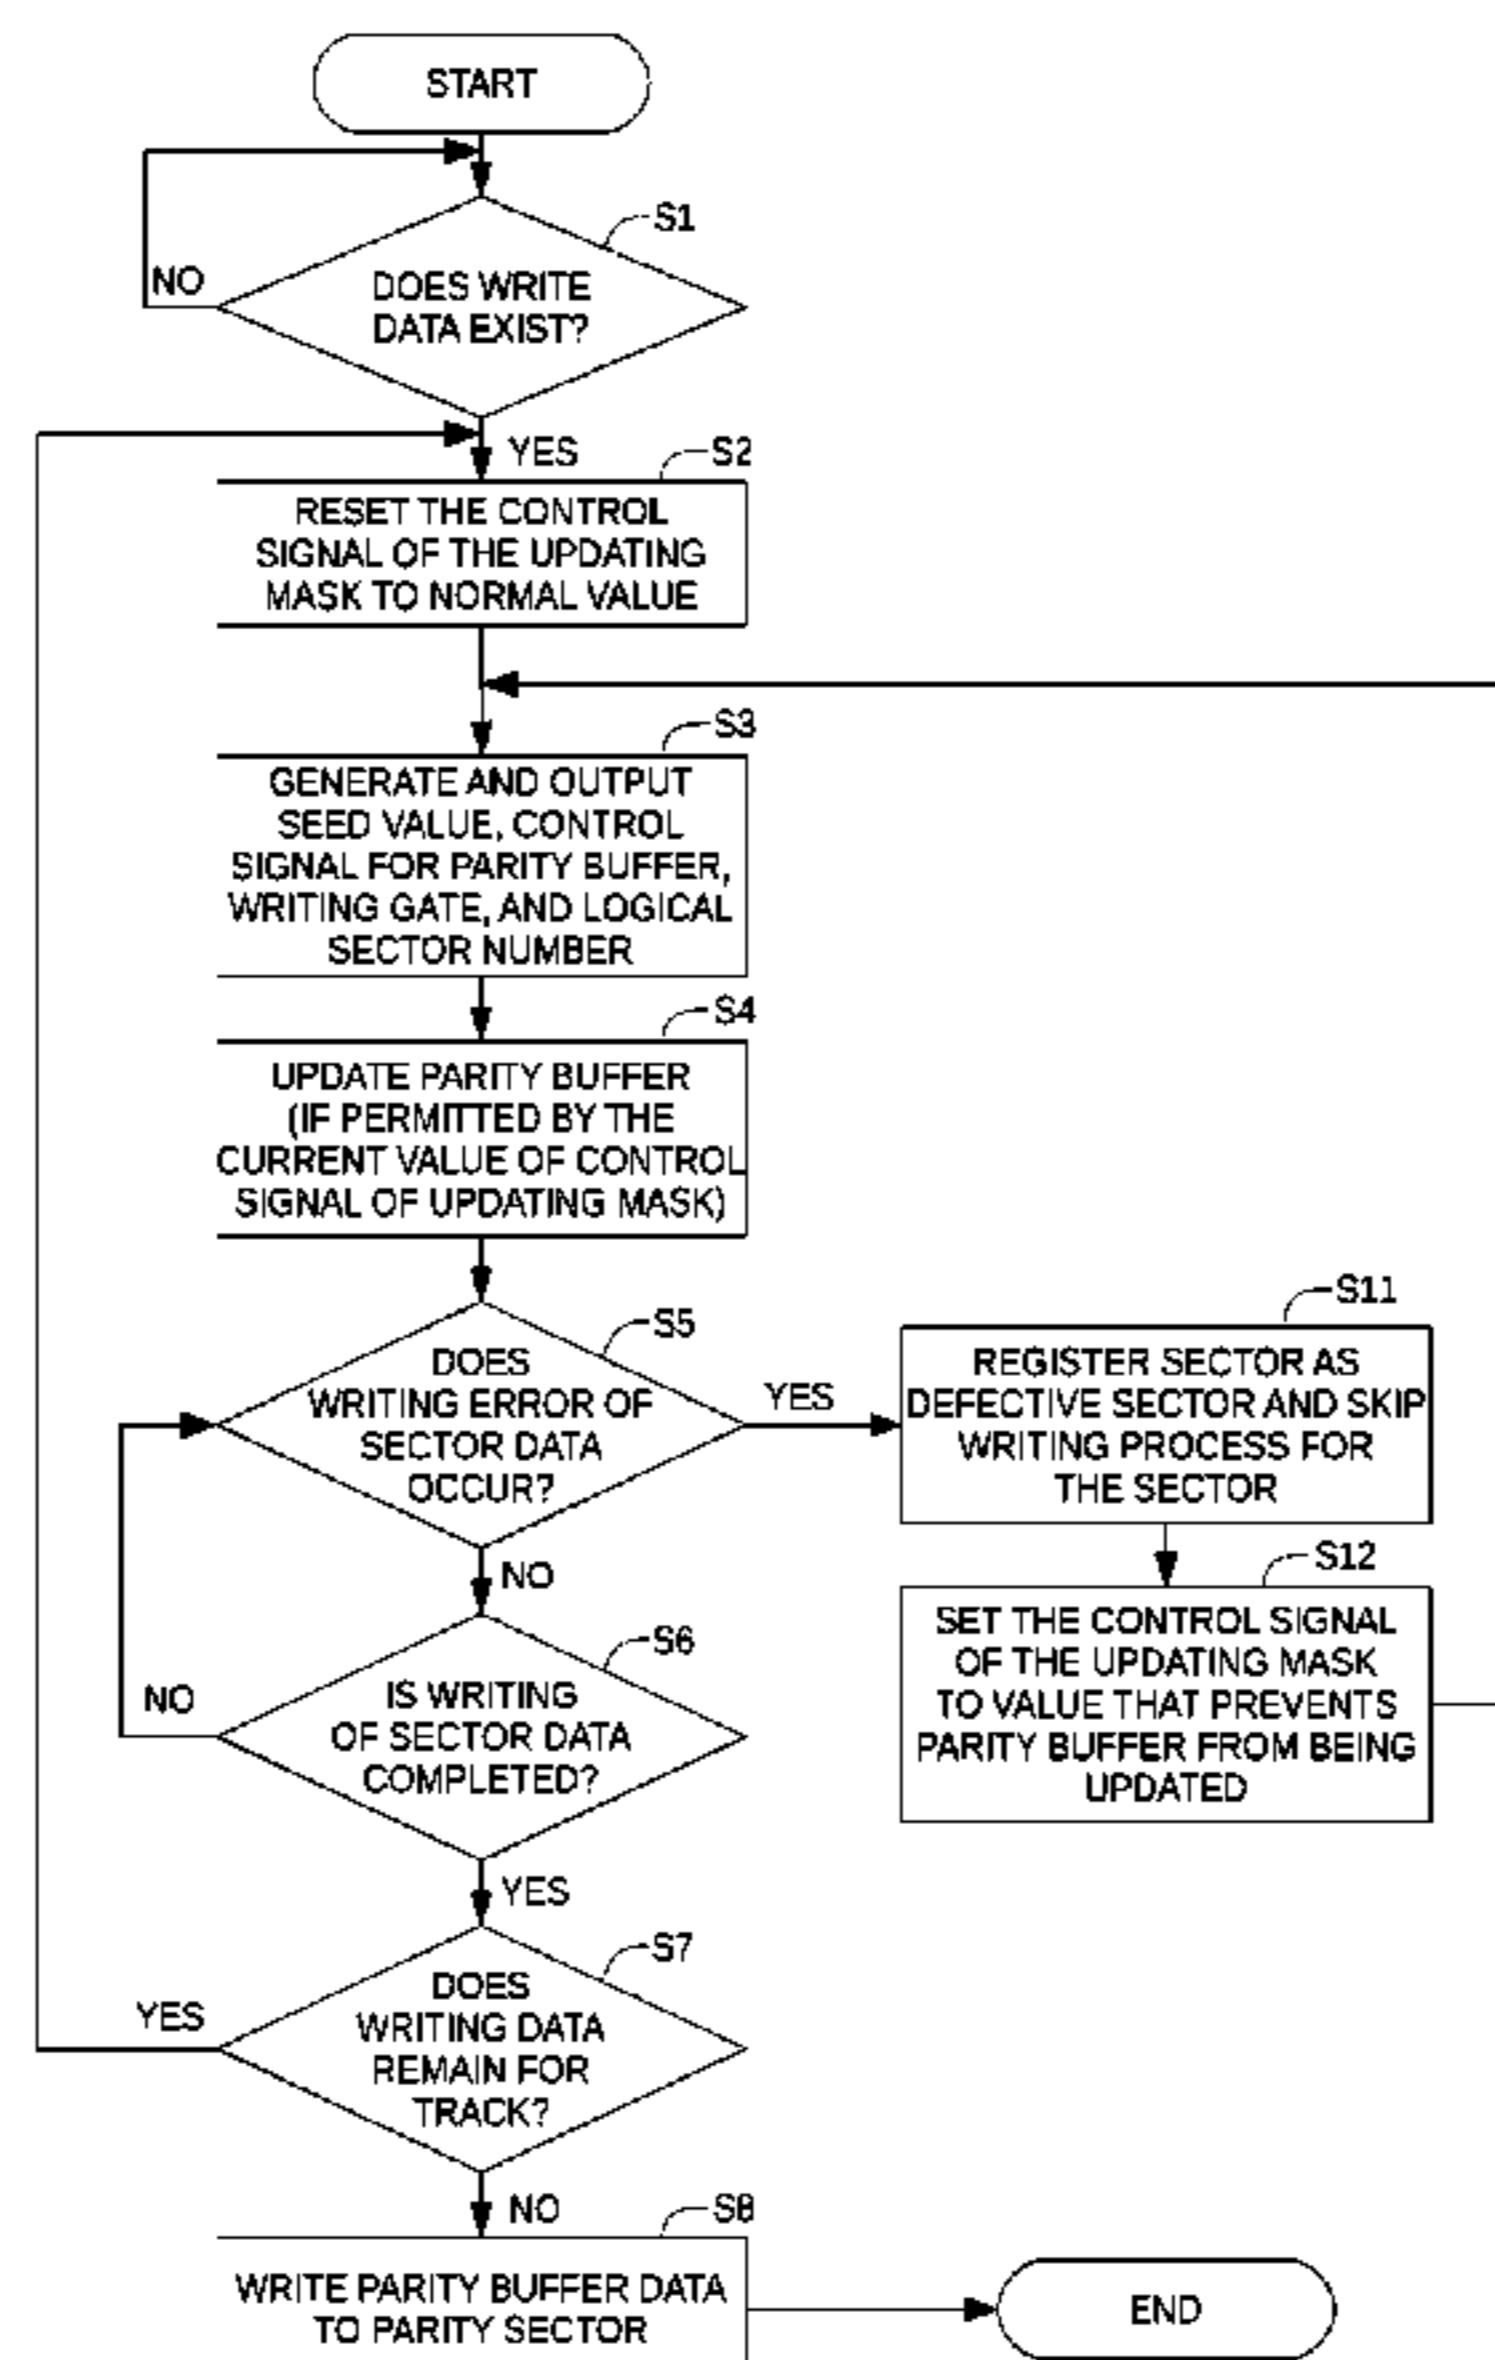 START
S1
NO
DOES WRITE
DATA EXIST?
YES
S2
RESET THE CONTROL
SIGNAL OF THE UPDATING
MASK TO NORMAL VALUE
S3
GENERATE AND OUTPUT
SEED VALUE, CONTROL
SIGNAL FOR PARITY BUFFER,
WRITING GATE, AND LOGICAL
SECTOR NUMBER
S4
UPDATE PARITY BUFFER
(IF PERMITTED BY THE
CURRENT VALUE OF CONTROL
SIGNAL OF UPDATING MASK)
S5
DOES
WRITING ERROR OF
SECTOR DATA
OCCUR?
YES
S11
REGISTER SECTOR AS
DEFECTIVE SECTOR AND SKIP
WRITING PROCESS FOR
THE SECTOR
S12
SET THE CONTROL SIGNAL
OF THE UPDATING MASK
TO VALUE THAT PREVENTS
PARITY BUFFER FROM BEING
UPDATED
NO
S6
NO
IS WRITING
OF SECTOR DATA
COMPLETED?
YES
S7
YES
DOES
WRITING DATA
REMAIN FOR
TRACK?
NO
S8
WRITE PARITY BUFFER DATA
TO PARITY SECTOR
END